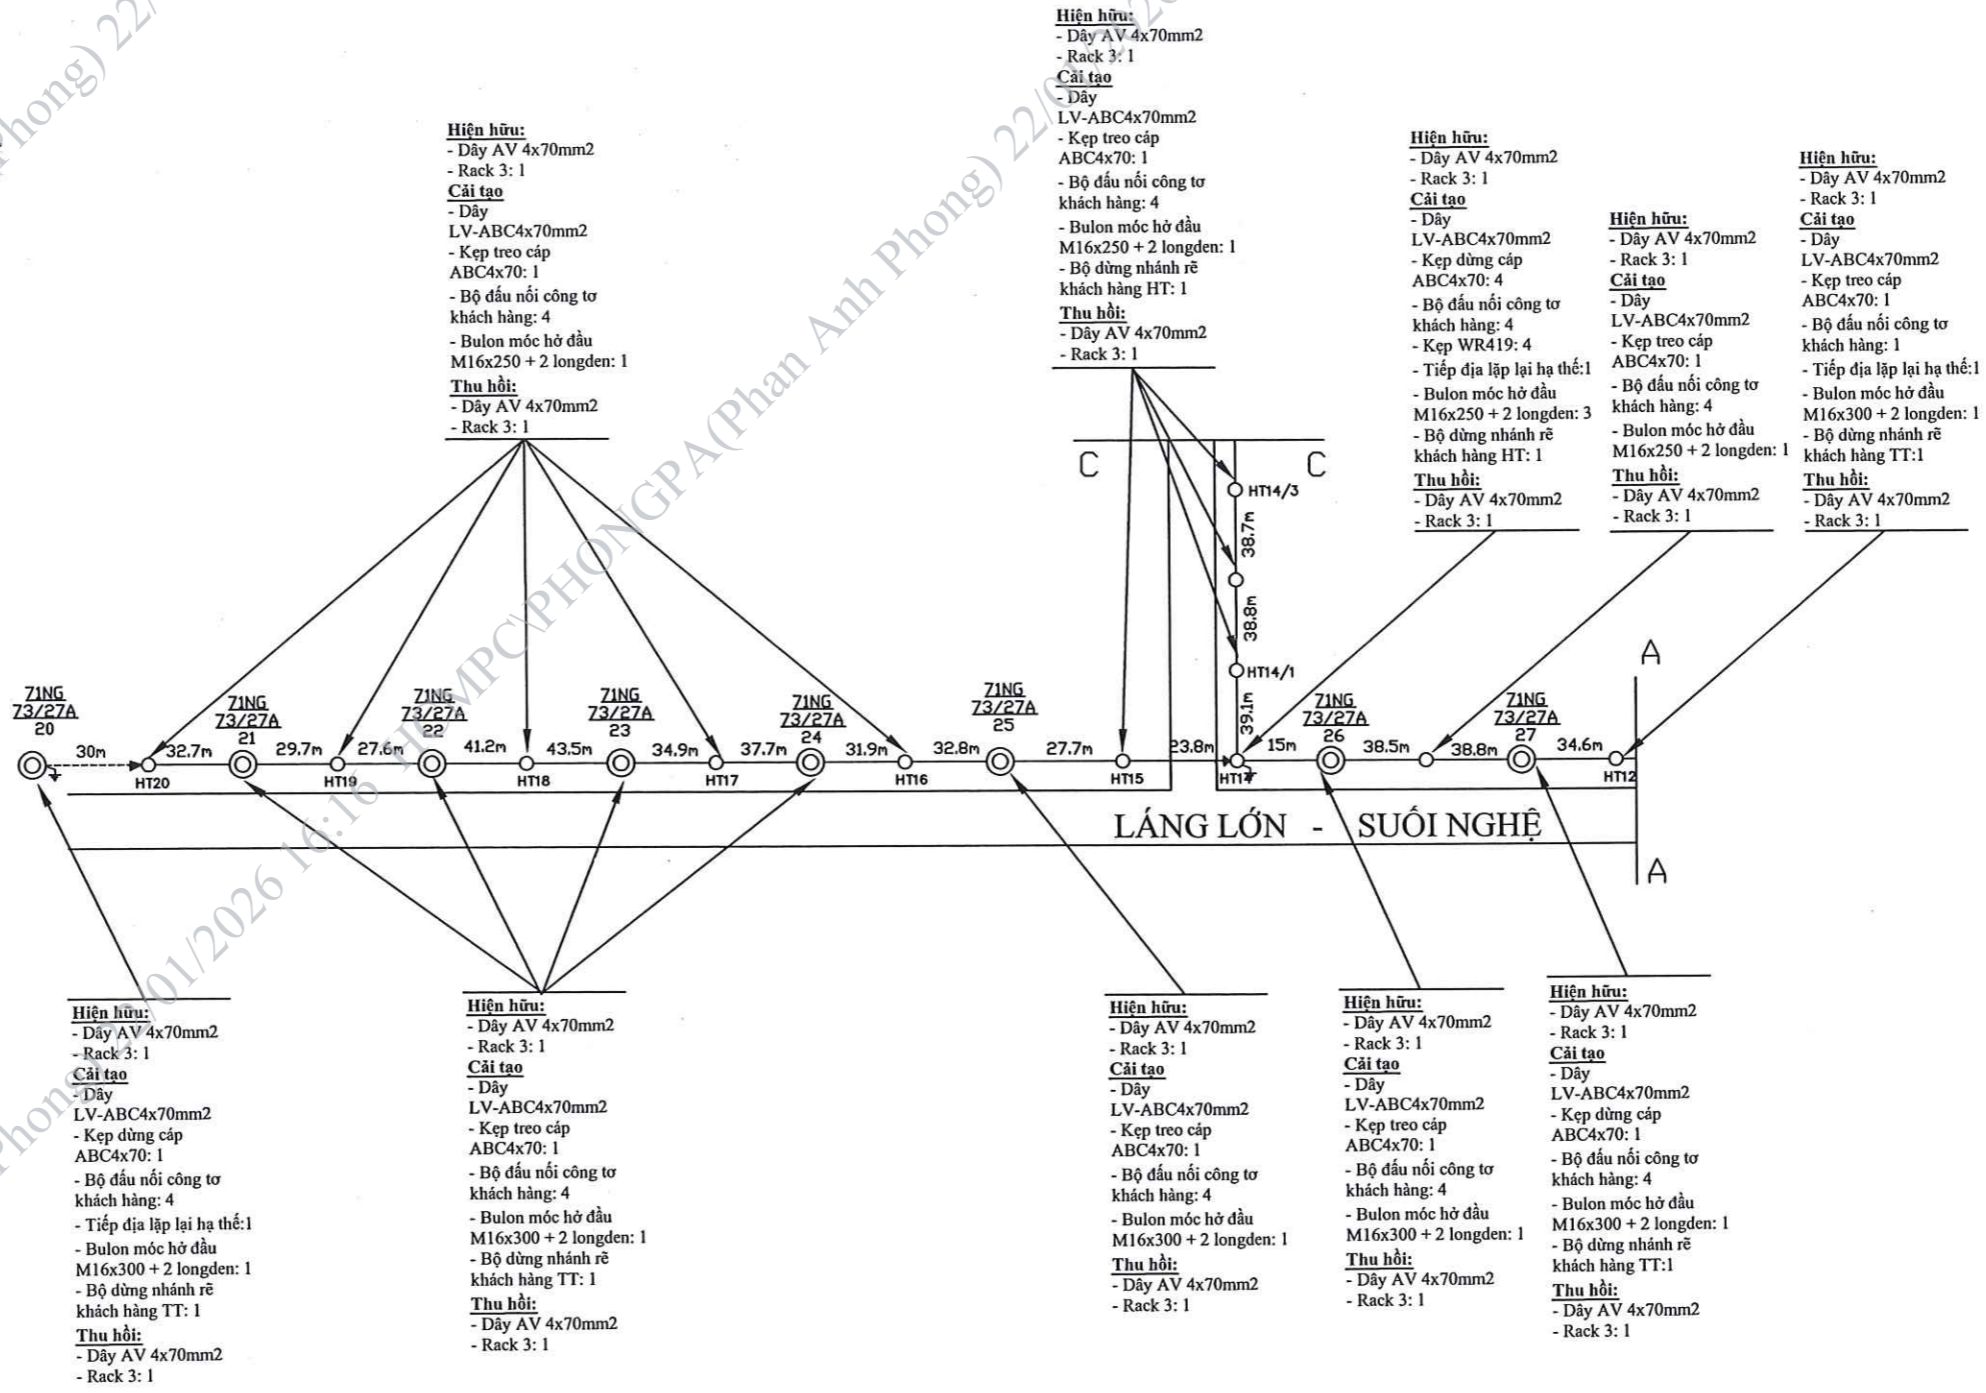 Hiện hữu:
- Dây AV 4x70mm2
- Rack 3: 1
Cải tạo
- Dây
LV-ABC4x70mm2
- Kẹp treo cáp
ABC4x70: 1
- Bộ đấu nối công tơ
khách hàng: 4
- Bulon móc hở đầu
M16x250 + 2 longden: 1
Thu hồi:
- Dây AV 4x70mm2
- Rack 3: 1
Hiện hữu:
- Dây AV 4x70mm2
- Rack 3: 1
Cải tạo
- Dây
LV-ABC4x70mm2
- Kẹp treo cáp
ABC4x70: 1
- Bộ đấu nối công tơ
khách hàng: 4
- Bulon móc hở đầu
M16x250 + 2 longden: 1
- Bộ dừng nhánh rẽ
khách hàng HT: 1
Thu hồi:
- Dây AV 4x70mm2
- Rack 3: 1
Hiện hữu:
- Dây AV 4x70mm2
- Rack 3: 1
Cải tạo
- Dây
LV-ABC4x70mm2
- Kẹp dừng cáp
ABC4x70: 4
- Bộ đấu nối công tơ
khách hàng: 4
- Kẹp WR419: 4
- Tiếp địa lặp lại hạ thế:1
- Bulon móc hở đầu
M16x250 + 2 longden: 3
- Bộ dừng nhánh rẽ
khách hàng HT: 1
Thu hồi:
- Dây AV 4x70mm2
- Rack 3: 1
Hiện hữu:
- Dây AV 4x70mm2
- Rack 3: 1
Cải tạo
- Dây
LV-ABC4x70mm2
- Kẹp treo cáp
ABC4x70: 1
- Bộ đấu nối công tơ
khách hàng: 4
- Bulon móc hở đầu
M16x250 + 2 longden: 1
Thu hồi:
- Dây AV 4x70mm2
- Rack 3: 1
Hiện hữu:
- Dây AV 4x70mm2
- Rack 3: 1
Cải tạo
- Dây
LV-ABC4x70mm2
- Kẹp treo cáp
ABC4x70: 1
- Bộ đấu nối công tơ
khách hàng: 1
- Tiếp địa lặp lại hạ thế:1
- Bulon móc hở đầu
M16x300 + 2 longden: 1
- Bộ dừng nhánh rẽ
khách hàng TT:1
Thu hồi:
- Dây AV 4x70mm2
- Rack 3: 1
C
C
HT14/3
38.7m
38.8m
HT14/1
39.1m
A
71NG
73/27A
20
71NG
73/27A
21
71NG
73/27A
22
71NG
73/27A
23
71NG
73/27A
24
71NG
73/27A
25
71NG
73/27A
26
71NG
73/27A
27
30m
32.7m
29.7m
27.6m
41.2m
43.5m
34.9m
37.7m
31.9m
32.8m
27.7m
23.8m
15m
38.5m
38.8m
34.6m
HT20
HT19
HT18
HT17
HT16
HT15
HT12
LÁNG LỚN - SUỐI NGHỆ
A
Hiện hữu:
- Dây AV 4x70mm2
- Rack 3: 1
Cải tạo
- Dây
LV-ABC4x70mm2
- Kẹp dừng cáp
ABC4x70: 1
- Bộ đấu nối công tơ
khách hàng: 4
- Tiếp địa lặp lại hạ thế:1
- Bulon móc hở đầu
M16x300 + 2 longden: 1
- Bộ dừng nhánh rẽ
khách hàng TT: 1
Thu hồi:
- Dây AV 4x70mm2
- Rack 3: 1
Hiện hữu:
- Dây AV 4x70mm2
- Rack 3: 1
Cải tạo
- Dây
LV-ABC4x70mm2
- Kẹp treo cáp
ABC4x70: 1
- Bộ đấu nối công tơ
khách hàng: 4
- Bulon móc hở đầu
M16x300 + 2 longden: 1
- Bộ dừng nhánh rẽ
khách hàng TT: 1
Thu hồi:
- Dây AV 4x70mm2
- Rack 3: 1
Hiện hữu:
- Dây AV 4x70mm2
- Rack 3: 1
Cải tạo
- Dây
LV-ABC4x70mm2
- Kẹp treo cáp
ABC4x70: 1
- Bộ đấu nối công tơ
khách hàng: 4
- Bulon móc hở đầu
M16x300 + 2 longden: 1
Thu hồi:
- Dây AV 4x70mm2
- Rack 3: 1
Hiện hữu:
- Dây AV 4x70mm2
- Rack 3: 1
Cải tạo
- Dây
LV-ABC4x70mm2
- Kẹp treo cáp
ABC4x70: 1
- Bộ đấu nối công tơ
khách hàng: 4
- Bulon móc hở đầu
M16x300 + 2 longden: 1
Thu hồi:
- Dây AV 4x70mm2
- Rack 3: 1
Hiện hữu:
- Dây AV 4x70mm2
- Rack 3: 1
Cải tạo
- Dây
LV-ABC4x70mm2
- Kẹp dừng cáp
ABC4x70: 1
- Bộ đấu nối công tơ
khách hàng: 4
- Bulon móc hở đầu
M16x300 + 2 longden: 1
- Bộ dừng nhánh rẽ
khách hàng TT:1
Thu hồi:
- Dây AV 4x70mm2
- Rack 3: 1
Phong) 22/01/2026 16:16 HCMPC\PHONGPA(Phan Anh Phong) 22/01/202
Phong) 22/